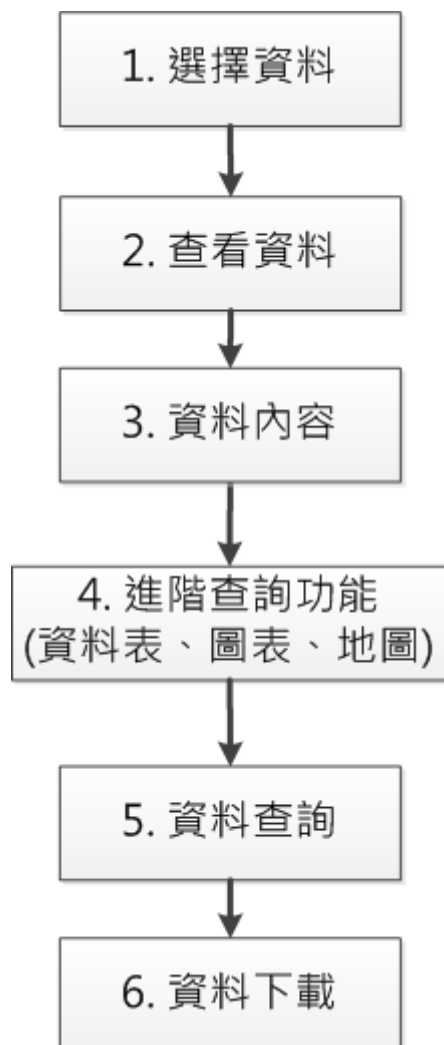 1. 選擇資料
2. 查看資料
3. 資料內容
4. 進階查詢功能
(資料表、圖表、地圖)
5. 資料查詢
6. 資料下載